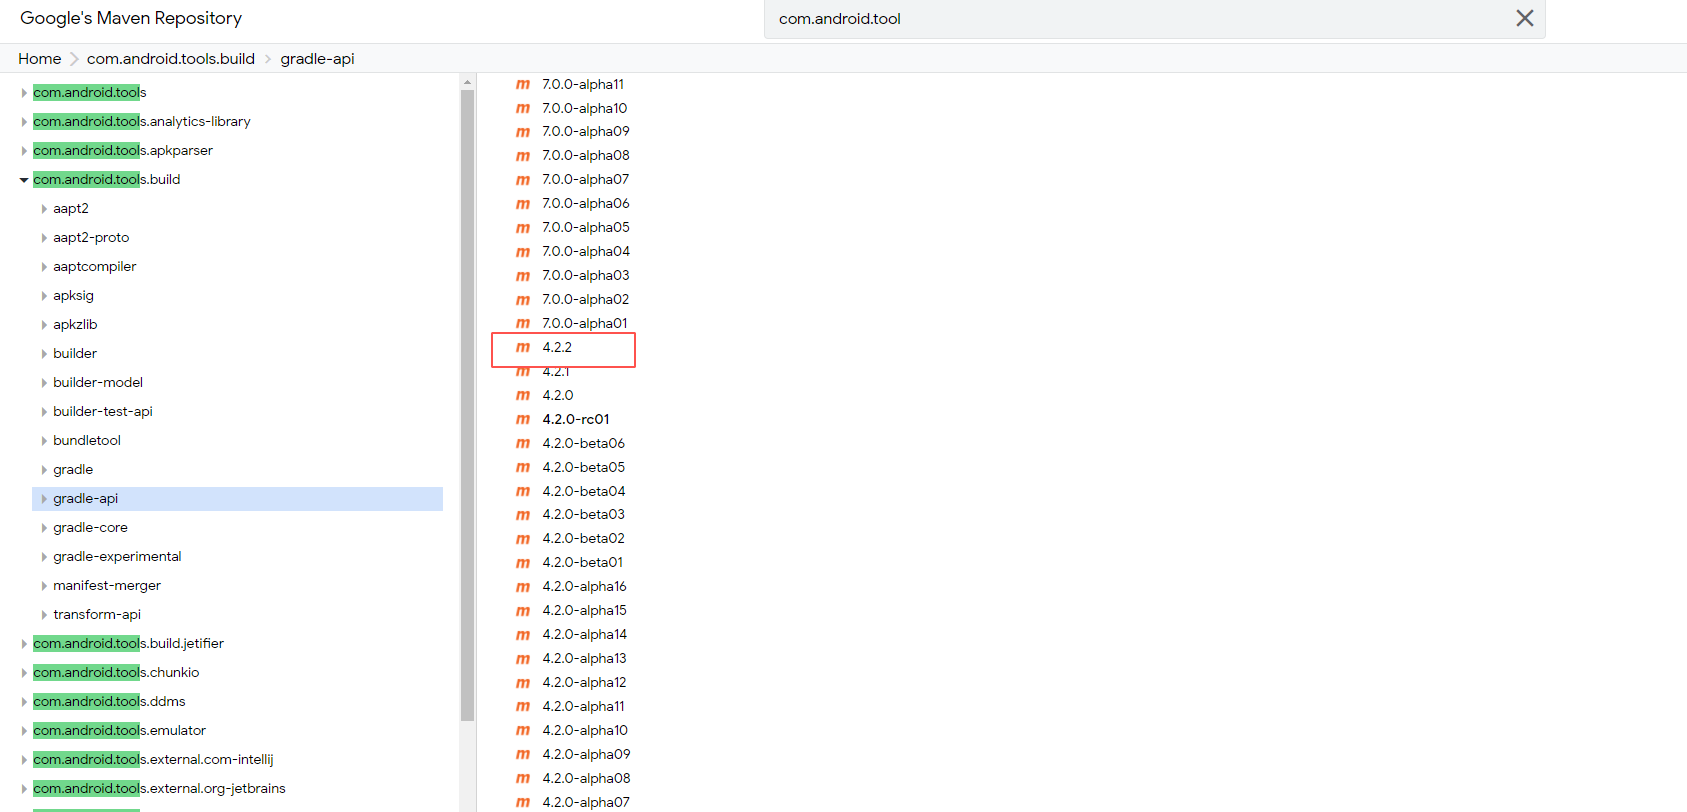 Google's Maven Repository
com.android.tool
Home
com.android.tools.build
gradle-api
com.android.tools
com.android.tools.analytics-library
com.android.tools.apkparser
com.android.tools.build
aapt2
aapt2-proto
aaptcompiler
apksig
apkzlib
builder
builder-model
builder-test-api
bundletool
gradle
gradle-api
gradle-core
gradle-experimental
manifest-merger
transform-api
com.android.tools.build.jetifier
com.android.tools.chunkio
com.android.tools.ddms
com.android.tools.emulator
com.android.tools.external.com-intellij
com.android.tools.external.org-jetbrains
m 7.0.0-alpha11
m 7.0.0-alpha10
m 7.0.0-alpha09
m 7.0.0-alpha08
m 7.0.0-alpha07
m 7.0.0-alpha06
m 7.0.0-alpha05
m 7.0.0-alpha04
m 7.0.0-alpha03
m 7.0.0-alpha02
m 7.0.0-alpha01
m 4.2.2
m 4.2.1
m 4.2.0
m 4.2.0-rc01
m 4.2.0-beta06
m 4.2.0-beta05
m 4.2.0-beta04
m 4.2.0-beta03
m 4.2.0-beta02
m 4.2.0-beta01
m 4.2.0-alpha16
m 4.2.0-alpha15
m 4.2.0-alpha14
m 4.2.0-alpha13
m 4.2.0-alpha12
m 4.2.0-alpha11
m 4.2.0-alpha10
m 4.2.0-alpha09
m 4.2.0-alpha08
m 4.2.0-alpha07